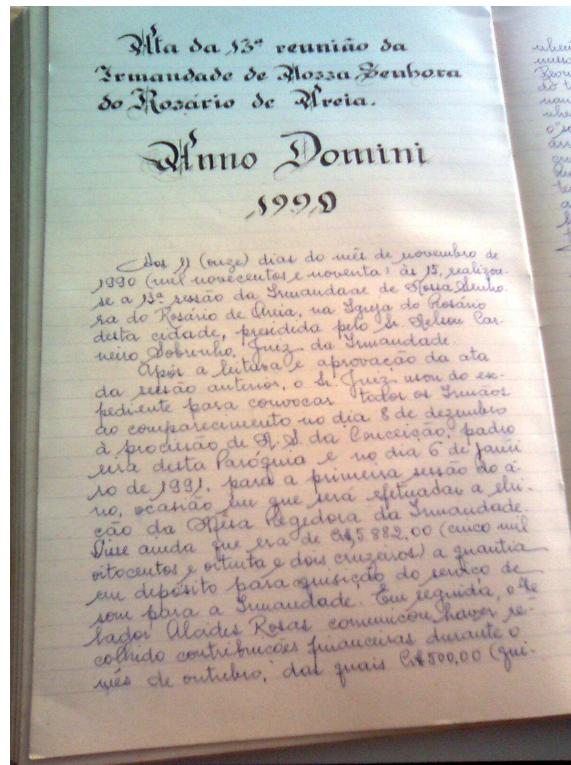 Ata da 13ª reunião da
Irmandade de Nossa Senhora
do Rosário de Areia.
Anno Domini
1990
Aos 11 (onze) dias do mês de novembro de
1990 (mil novecentos e noventa) às 15, realizou-
se a 13ª sessão da Irmandade de Nossa Senho-
ra do Rosário de Areia, na Igreja do Rosário
desta cidade, presidida pelo Sr. Nelson Car-
neiro Sobrinho, Juiz da Irmandade.
Após a leitura e aprovação da ata
da sessão anterior, o Sr. Juiz usou do ex-
pediente para convocar todos os Irmãos
ao comparecimento no dia 8 de dezembro
à procissão de N. S. da Conceição, padro
eira desta Paróquia e no dia 6 de janei
ro de 1991, para a primeira sessão do a-
no, ocasião em que será efetuada a elei-
ção da Mesa Regedora da Irmandade.
Disse ainda que era de Cr$5.882,00 (cinco mil
oitocentos e oitenta e dois cruzeiros) a quantia
em depósito para quisição do serviço de
som para a Irmandade. Em seguida, o Ze
lador Alcides Rosas comunicou haver re-
colhido contribuições financeiras durante o
mês de outubro, das quais Cr$500,00 (qui-